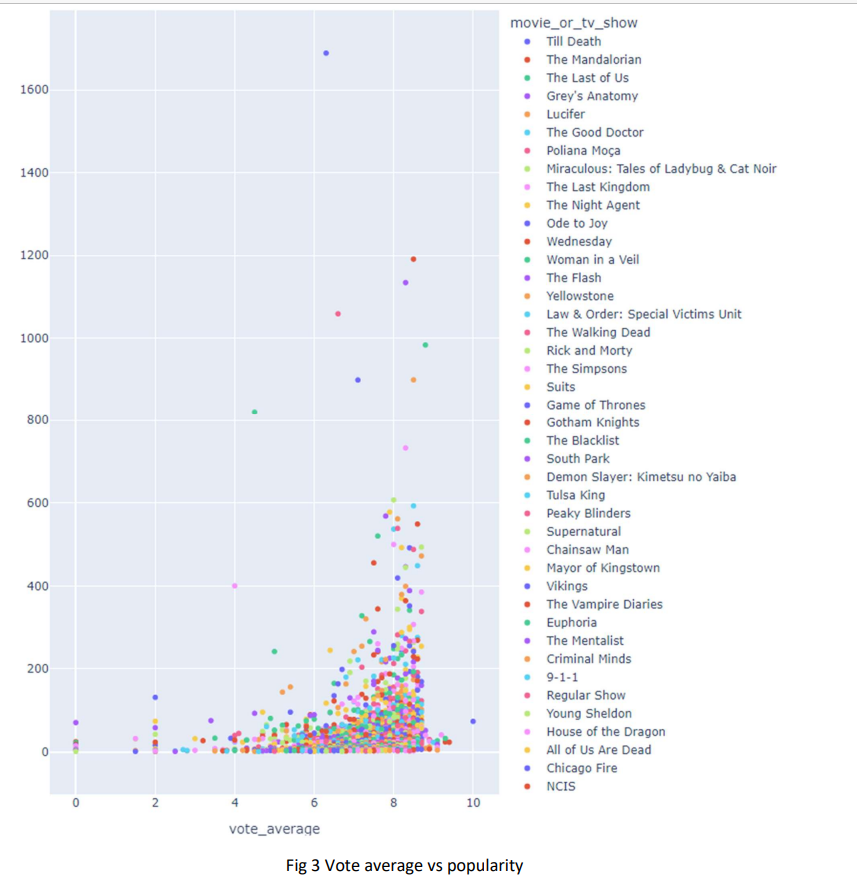 movie_or_tv_show
Till Death
The Mandalorian
The Last of Us
Grey's Anatomy
Lucifer
The Good Doctor
Poliana Moça
Miraculous: Tales of Ladybug & Cat Noir
The Last Kingdom
The Night Agent
Ode to Joy
Wednesday
Woman in a Veil
The Flash
Yellowstone
Law & Order: Special Victims Unit
The Walking Dead
Rick and Morty
The Simpsons
Suits
Game of Thrones
Gotham Knights
The Blacklist
South Park
Demon Slayer: Kimetsu no Yaiba
Tulsa King
Peaky Blinders
Supernatural
Chainsaw Man
Mayor of Kingstown
Vikings
The Vampire Diaries
Euphoria
The Mentalist
Criminal Minds
9-1-1
Regular Show
Young Sheldon
House of the Dragon
All of Us Are Dead
Chicago Fire
NCIS
1600
1400
1200
1000
800
600
400
200
0
0 2 4 6 8 10
vote_average
Fig 3 Vote average vs popularity